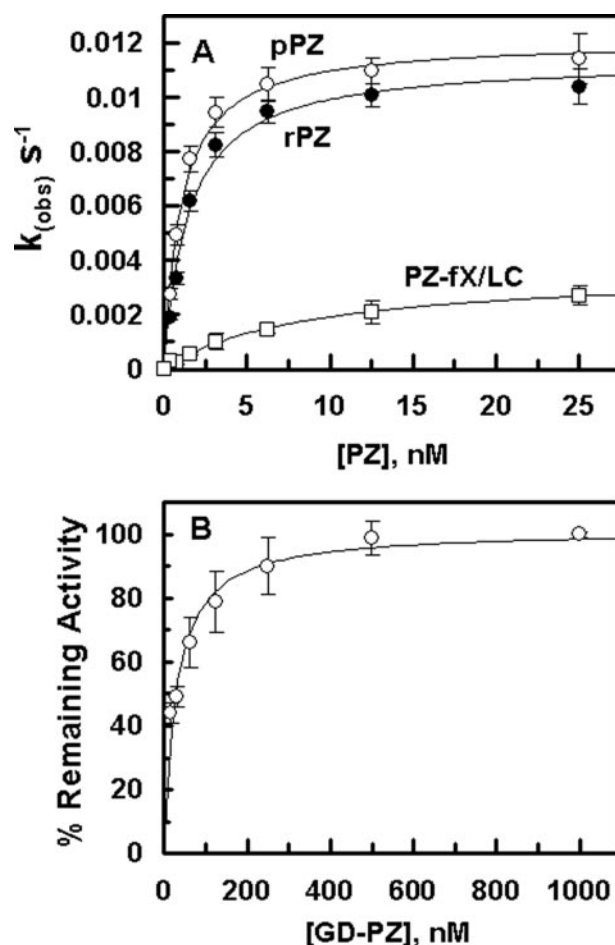 A
pPZ
rPZ
PZ-fX/LC
k(obs) s⁻¹
0.012
0.01
0.008
0.006
0.004
0.002
0
0 5 10 15 20 25
[PZ], nM
B
% Remaining Activity
100
80
60
40
20
0
0 200 400 600 800 1000
[GD-PZ], nM